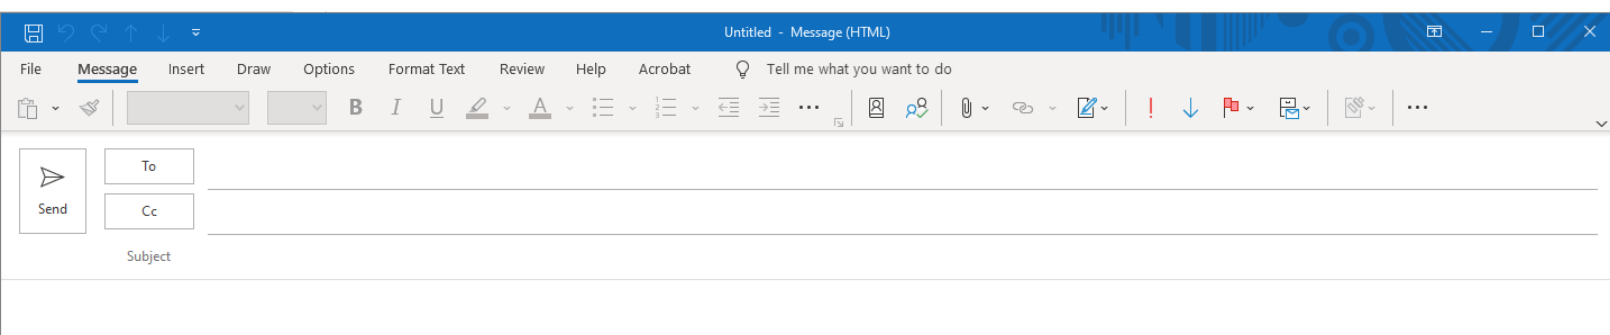 Untitled - Message (HTML)
File Message Insert Draw Options Format Text Review Help Acrobat Tell me what you want to do
B I U A
To
Send
Cc
Subject